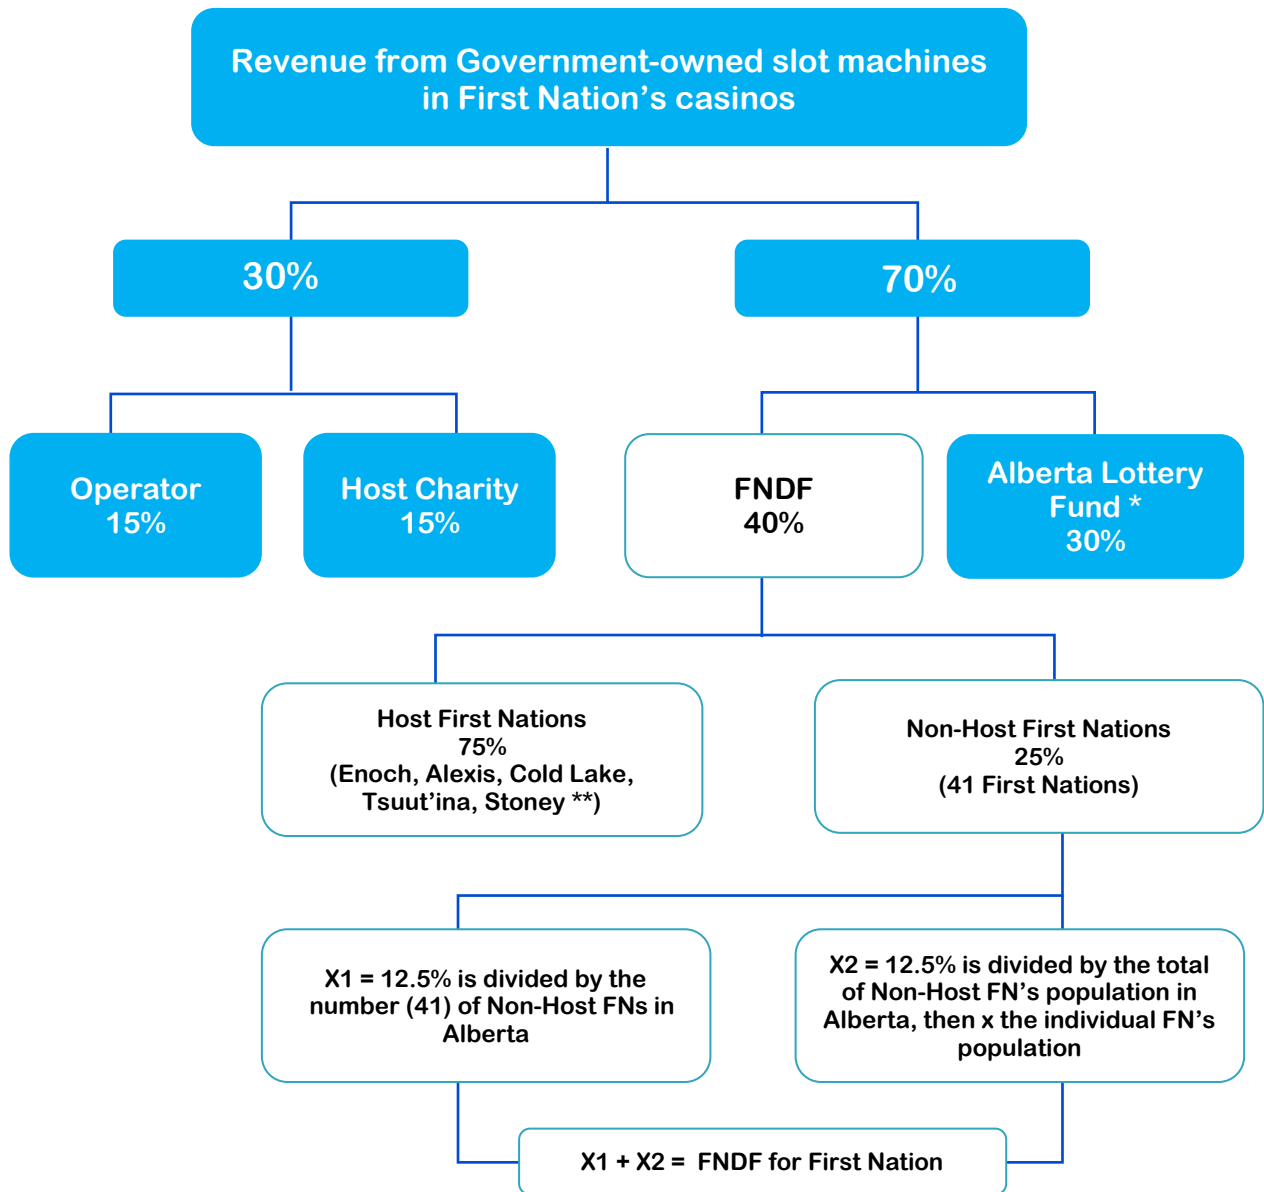 Revenue from Government-owned slot machines
in First Nation’s casinos
30%
70%
Operator
15%
Host Charity
15%
FNDF
40%
Alberta Lottery
Fund *
30%
Host First Nations
75%
(Enoch, Alexis, Cold Lake,
Tsuut’ina, Stoney **)
Non-Host First Nations
25%
(41 First Nations)
X1 = 12.5% is divided by the
number (41) of Non-Host FNs in
Alberta
X2 = 12.5% is divided by the total
of Non-Host FN’s population in
Alberta, then x the individual FN’s
population
X1 + X2 = FNDF for First Nation